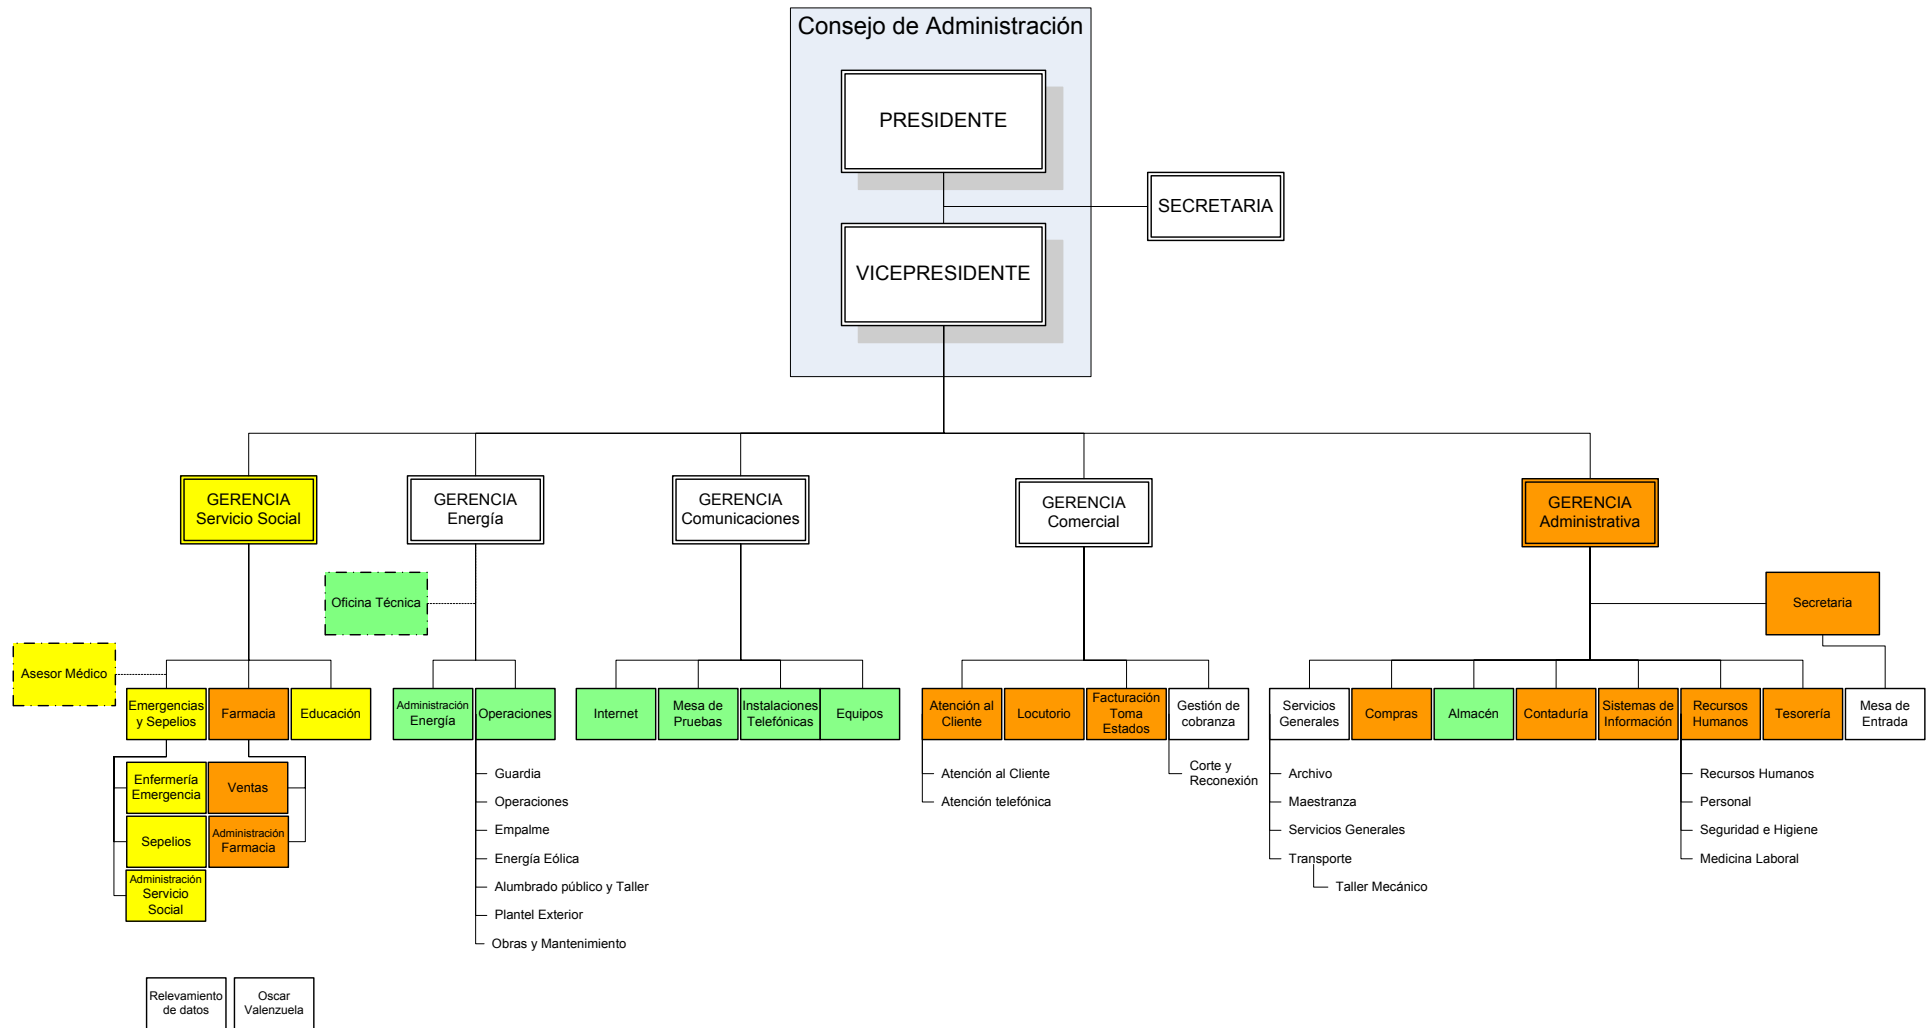 Consejo de Administración
PRESIDENTE
SECRETARIA
VICEPRESIDENTE
GERENCIA
Servicio Social
GERENCIA
Energía
GERENCIA
Comunicaciones
GERENCIA
Comercial
GERENCIA
Administrativa
Oficina Técnica
Secretaria
Asesor Médico
Emergencias
y Sepelios
Farmacia
Educación
Administración
Energía
Operaciones
Internet
Mesa de
Pruebas
Instalaciones
Telefónicas
Equipos
Atención al
Cliente
Locutorio
Facturación
Toma
Estados
Gestión de
cobranza
Servicios
Generales
Compras
Almacén
Contaduría
Sistemas de
Información
Recursos
Humanos
Tesorería
Mesa de
Entrada
Enfermería
Emergencia
Sepelios
Administración
Servicio
Social
Ventas
Administración
Farmacia
Guardia
Operaciones
Empalme
Energía Eólica
Alumbrado público y Taller
Plantel Exterior
Obras y Mantenimiento
Atención al Cliente
Atención telefónica
Corte y
Reconexión
Archivo
Maestranza
Servicios Generales
Transporte
Taller Mecánico
Recursos Humanos
Personal
Seguridad e Higiene
Medicina Laboral
Relevamiento
de datos
Oscar
Valenzuela